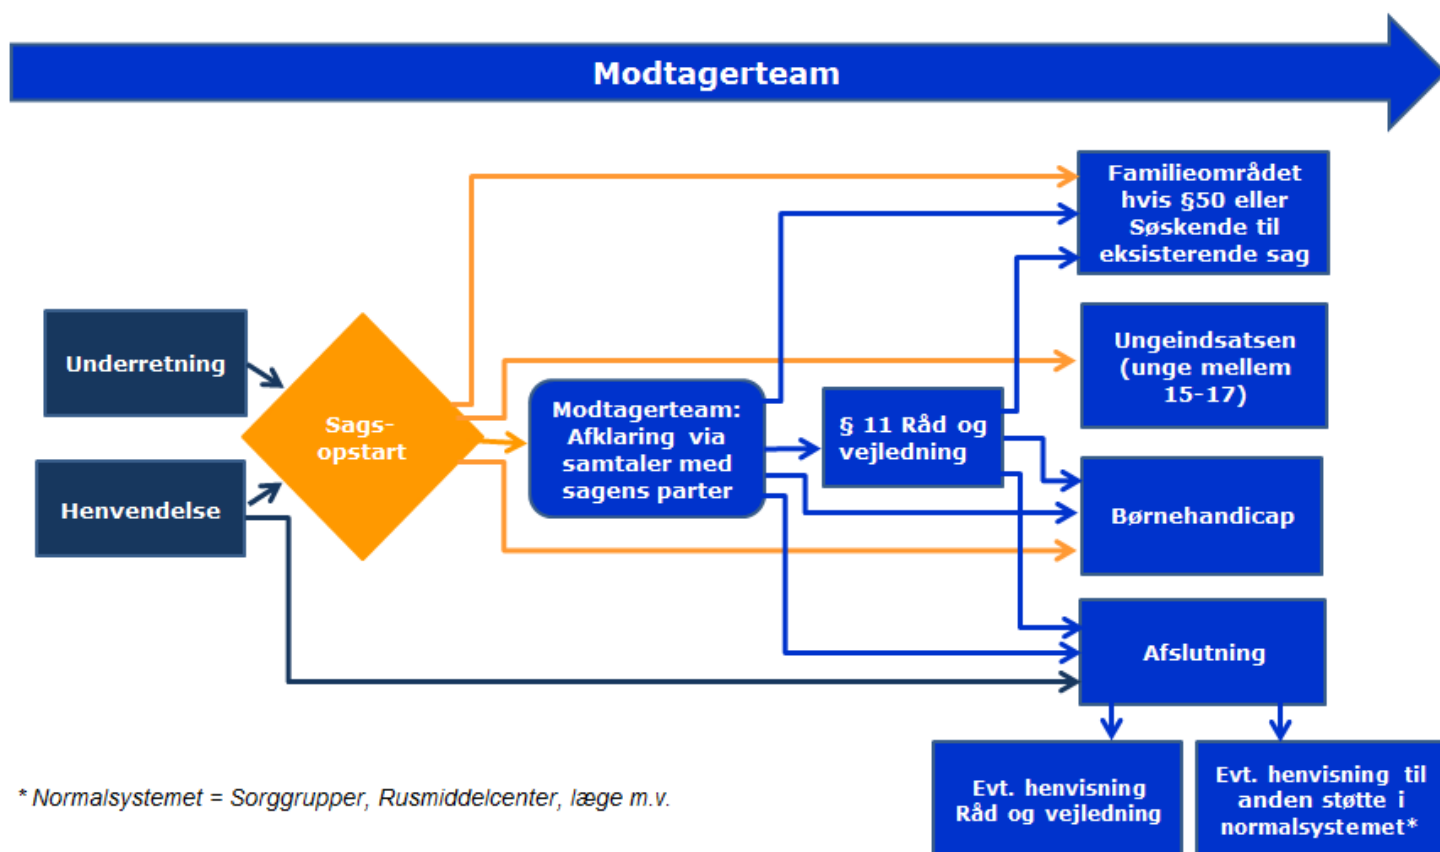 Modtagerteam
Familieområdet
hvis §50 eller
Søskende til
eksisterende sag
Underretning
Ungeindsatsen
(unge mellem
15-17)
Sags-
opstart
Modtagerteam:
Afklaring via
samtaler med
sagens parter
§ 11 Råd og
vejledning
Henvendelse
Børnehandicap
Afslutning
Evt. henvisning
Råd og vejledning
Evt. henvisning til
anden støtte i
normalsystemet*
* Normalsystemet = Sorggrupper, Rusmiddelcenter, læge m.v.